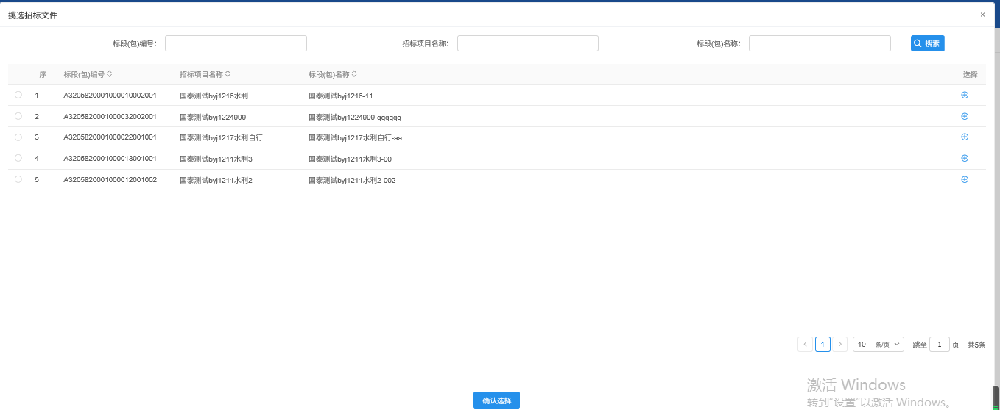 挑选招标文件 ×
标段(包)编号： 招标项目名称： 标段(包)名称： 搜索
序 标段(包)编号 招标项目名称 标段(包)名称 选择
1 A3205820001000010002001 国泰测试byj1216水利 国泰测试byj1216-11
2 A3205820001000032002001 国泰测试byj1224999 国泰测试byj1224999-qqqqqq
3 A3205820001000022001001 国泰测试byj1217水利自行 国泰测试byj1217水利自行-aa
4 A3205820001000013001001 国泰测试byj1211水利3 国泰测试byj1211水利3-00
5 A3205820001000012001002 国泰测试byj1211水利2 国泰测试byj1211水利2-002
1 10 条/页 跳至 1 页 共5条
激活 Windows
转到"设置"以激活 Windows。
确认选择